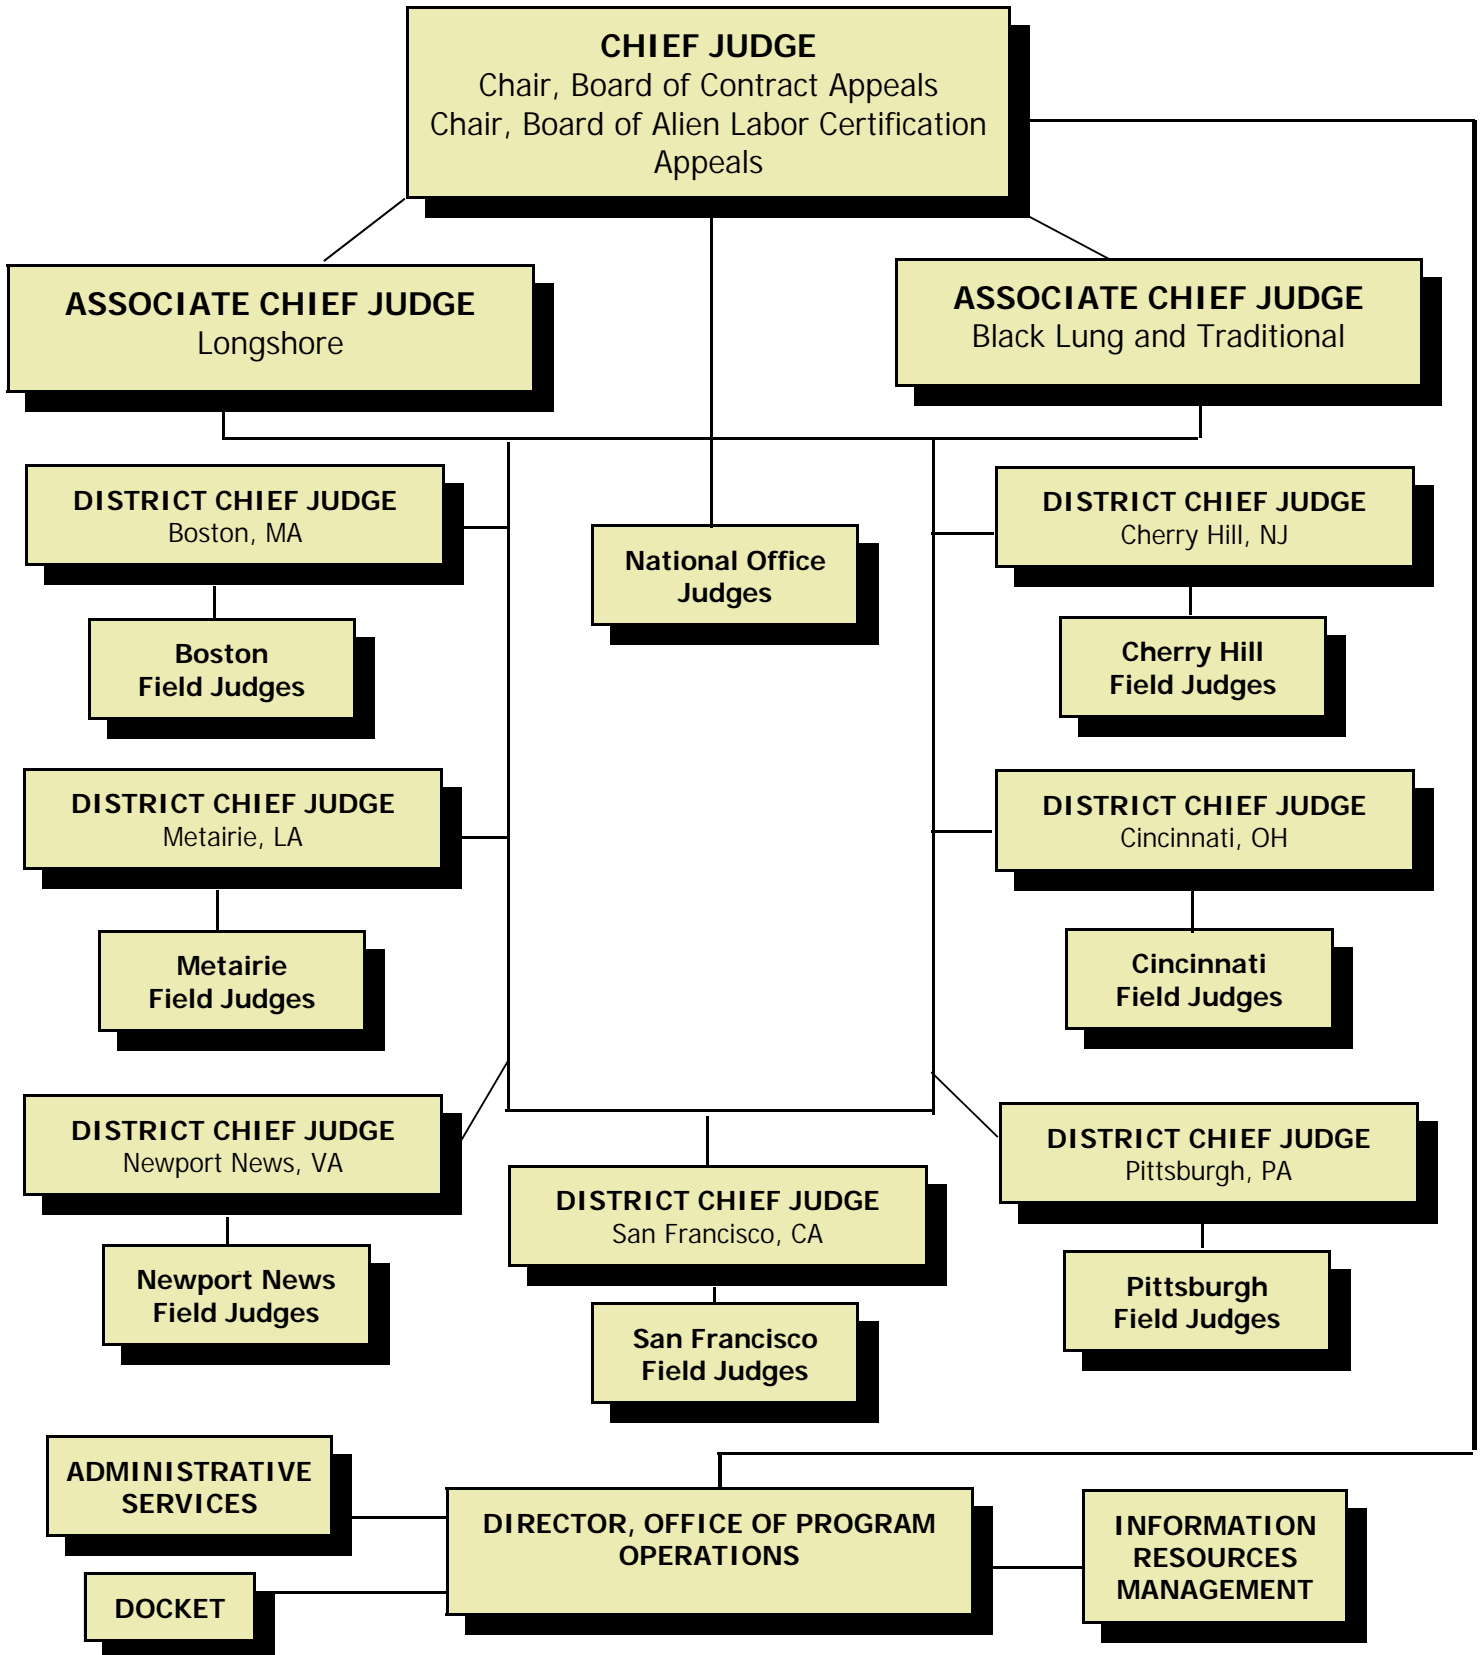 CHIEF JUDGE
Chair, Board of Contract Appeals
Chair, Board of Alien Labor Certification
Appeals
ASSOCIATE CHIEF JUDGE
Longshore
ASSOCIATE CHIEF JUDGE
Black Lung and Traditional
DISTRICT CHIEF JUDGE
Boston, MA
National Office
Judges
DISTRICT CHIEF JUDGE
Cherry Hill, NJ
Boston
Field Judges
Cherry Hill
Field Judges
DISTRICT CHIEF JUDGE
Metairie, LA
DISTRICT CHIEF JUDGE
Cincinnati, OH
Metairie
Field Judges
Cincinnati
Field Judges
DISTRICT CHIEF JUDGE
Newport News, VA
DISTRICT CHIEF JUDGE
San Francisco, CA
DISTRICT CHIEF JUDGE
Pittsburgh, PA
Newport News
Field Judges
San Francisco
Field Judges
Pittsburgh
Field Judges
ADMINISTRATIVE
SERVICES
DIRECTOR, OFFICE OF PROGRAM
OPERATIONS
INFORMATION
RESOURCES
MANAGEMENT
DOCKET